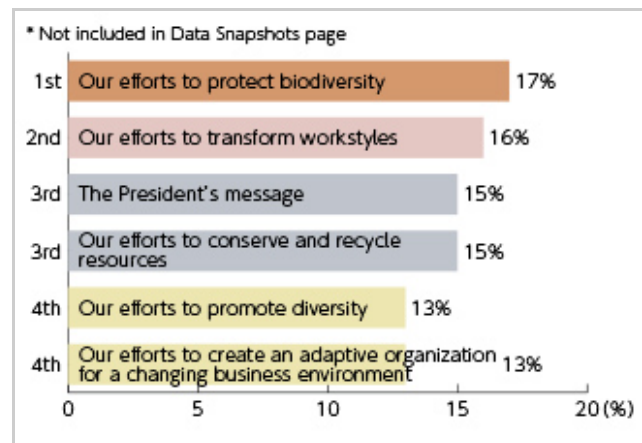 * Not included in Data Snapshots page
1st Our efforts to protect biodiversity 17%
2nd Our efforts to transform workstyles 16%
3rd The President's message 15%
3rd Our efforts to conserve and recycle
resources 15%
4th Our efforts to promote diversity 13%
4th Our efforts to create an adaptive organization
for a changing business environment 13%
0 5 10 15 20 (%)